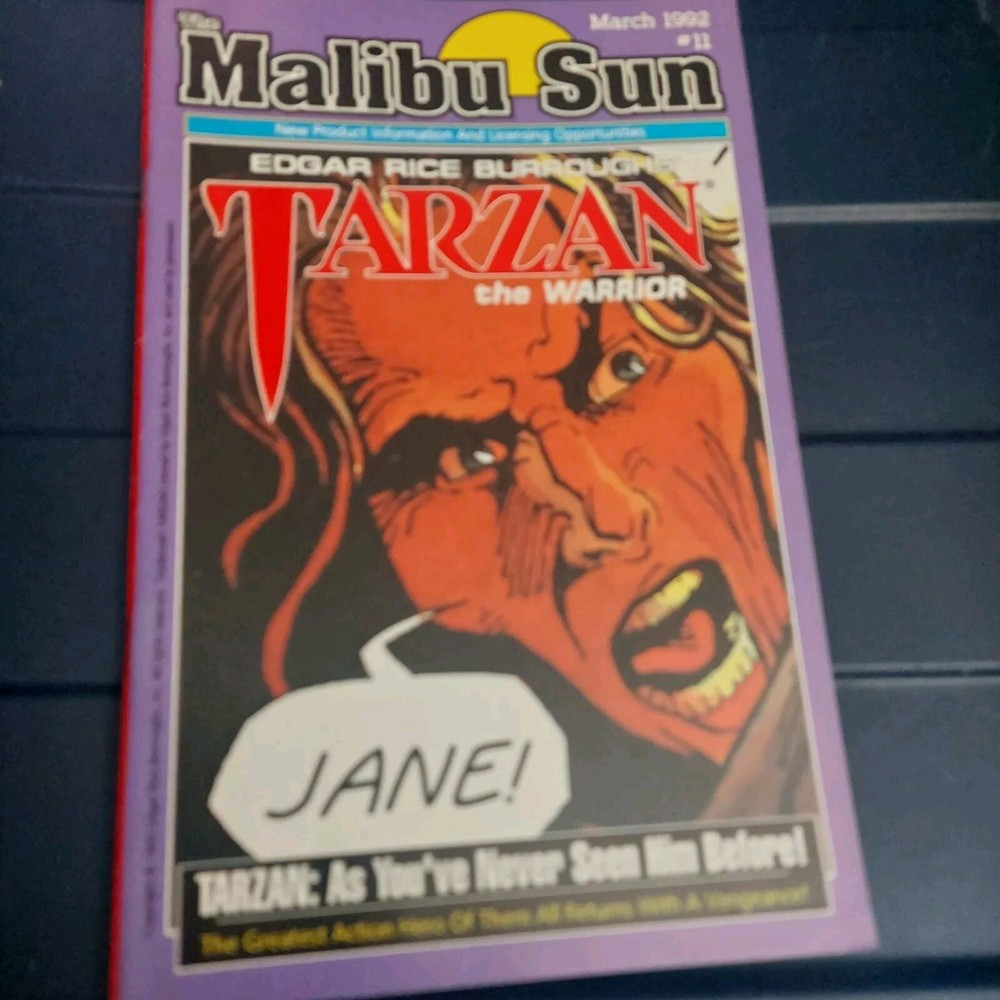 The
March 1992
#11
Malibu Sun
New Product Information And Licensing Opportunities
EDGAR RICE BURROUGHS'
TARZAN
the WARRIOR
JANE!
TARZAN: As You've Never Seen Him Before!
The Greatest Action Hero Of Them All Returns With A Vengeance!